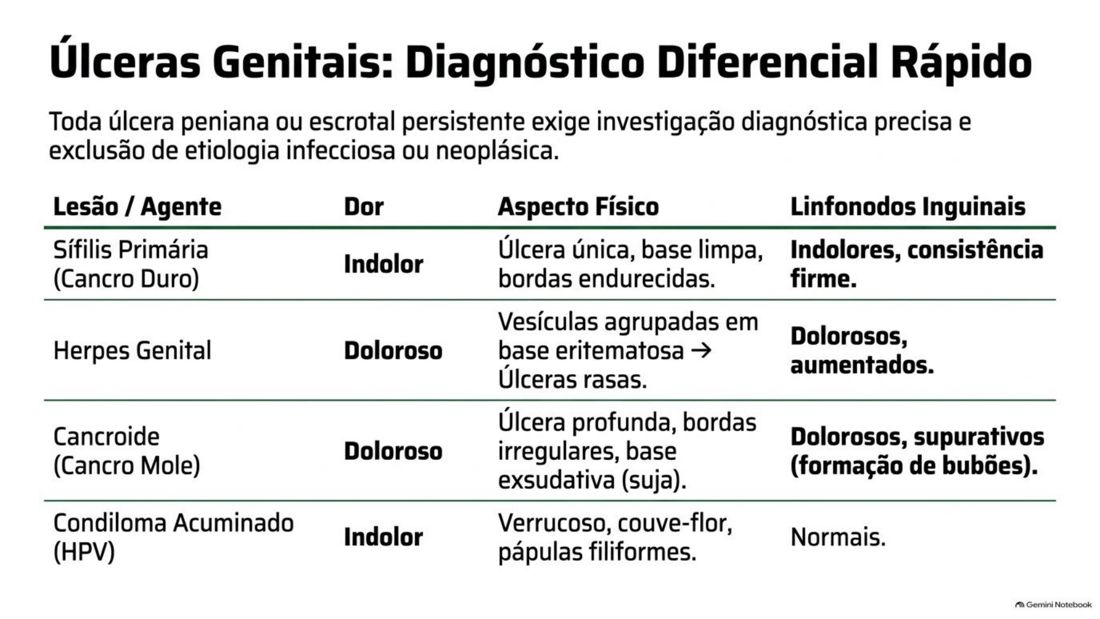 Úlceras Genitais: Diagnóstico Diferencial Rápido
Toda úlcera peniana ou escrotal persistente exige investigação diagnóstica precisa e
exclusão de etiologia infecciosa ou neoplásica.
Lesão / Agente
Dor
Aspecto Físico
Linfonodos Inguinais
Sífilis Primária
(Cancro Duro)
Indolor
Úlcera única, base limpa,
bordas endurecidas.
Indolores, consistência
firme.
Herpes Genital
Doloroso
Vesículas agrupadas em
base eritematosa →
Úlceras rasas.
Dolorosos,
aumentados.
Cancroide
(Cancro Mole)
Doloroso
Úlcera profunda, bordas
irregulares, base
exsudativa (suja).
Dolorosos, supurativos
(formação de bubões).
Condiloma Acuminado
(HPV)
Indolor
Verrucoso, couve-flor,
pápulas filiformes.
Normais.
Gemini Notebook